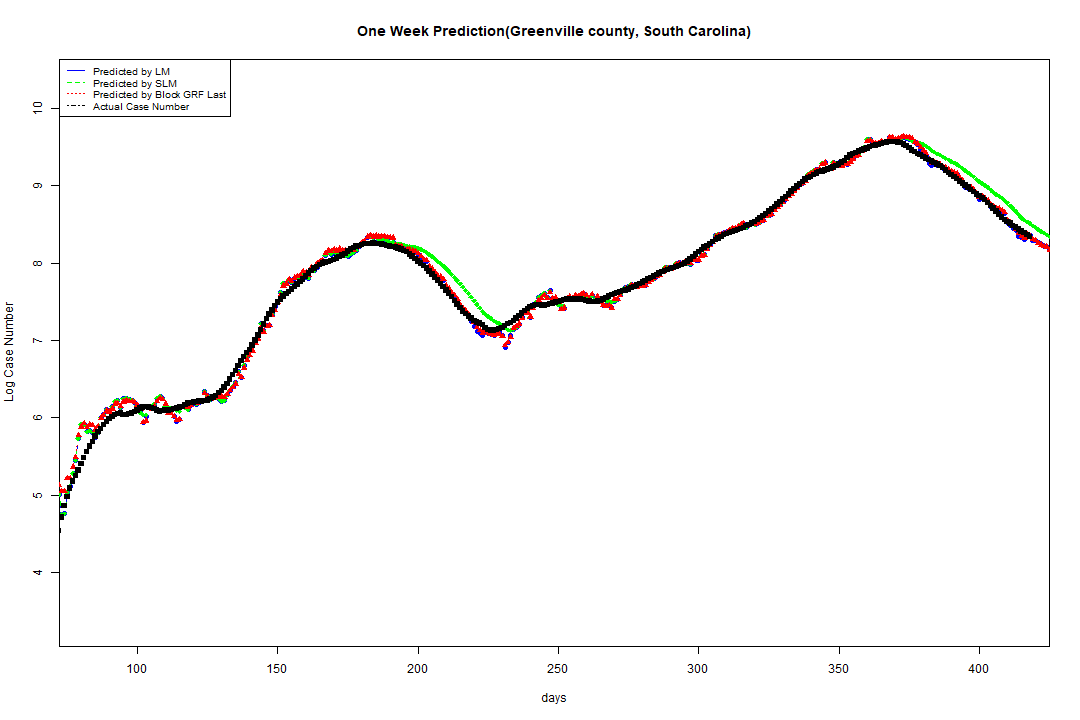 One Week Prediction(Greenville county, South Carolina)
Predicted by LM
Predicted by SLM
Predicted by Block GRF Last
Actual Case Number
Log Case Number
10
9
8
7
6
5
4
100 150 200 250 300 350 400
days